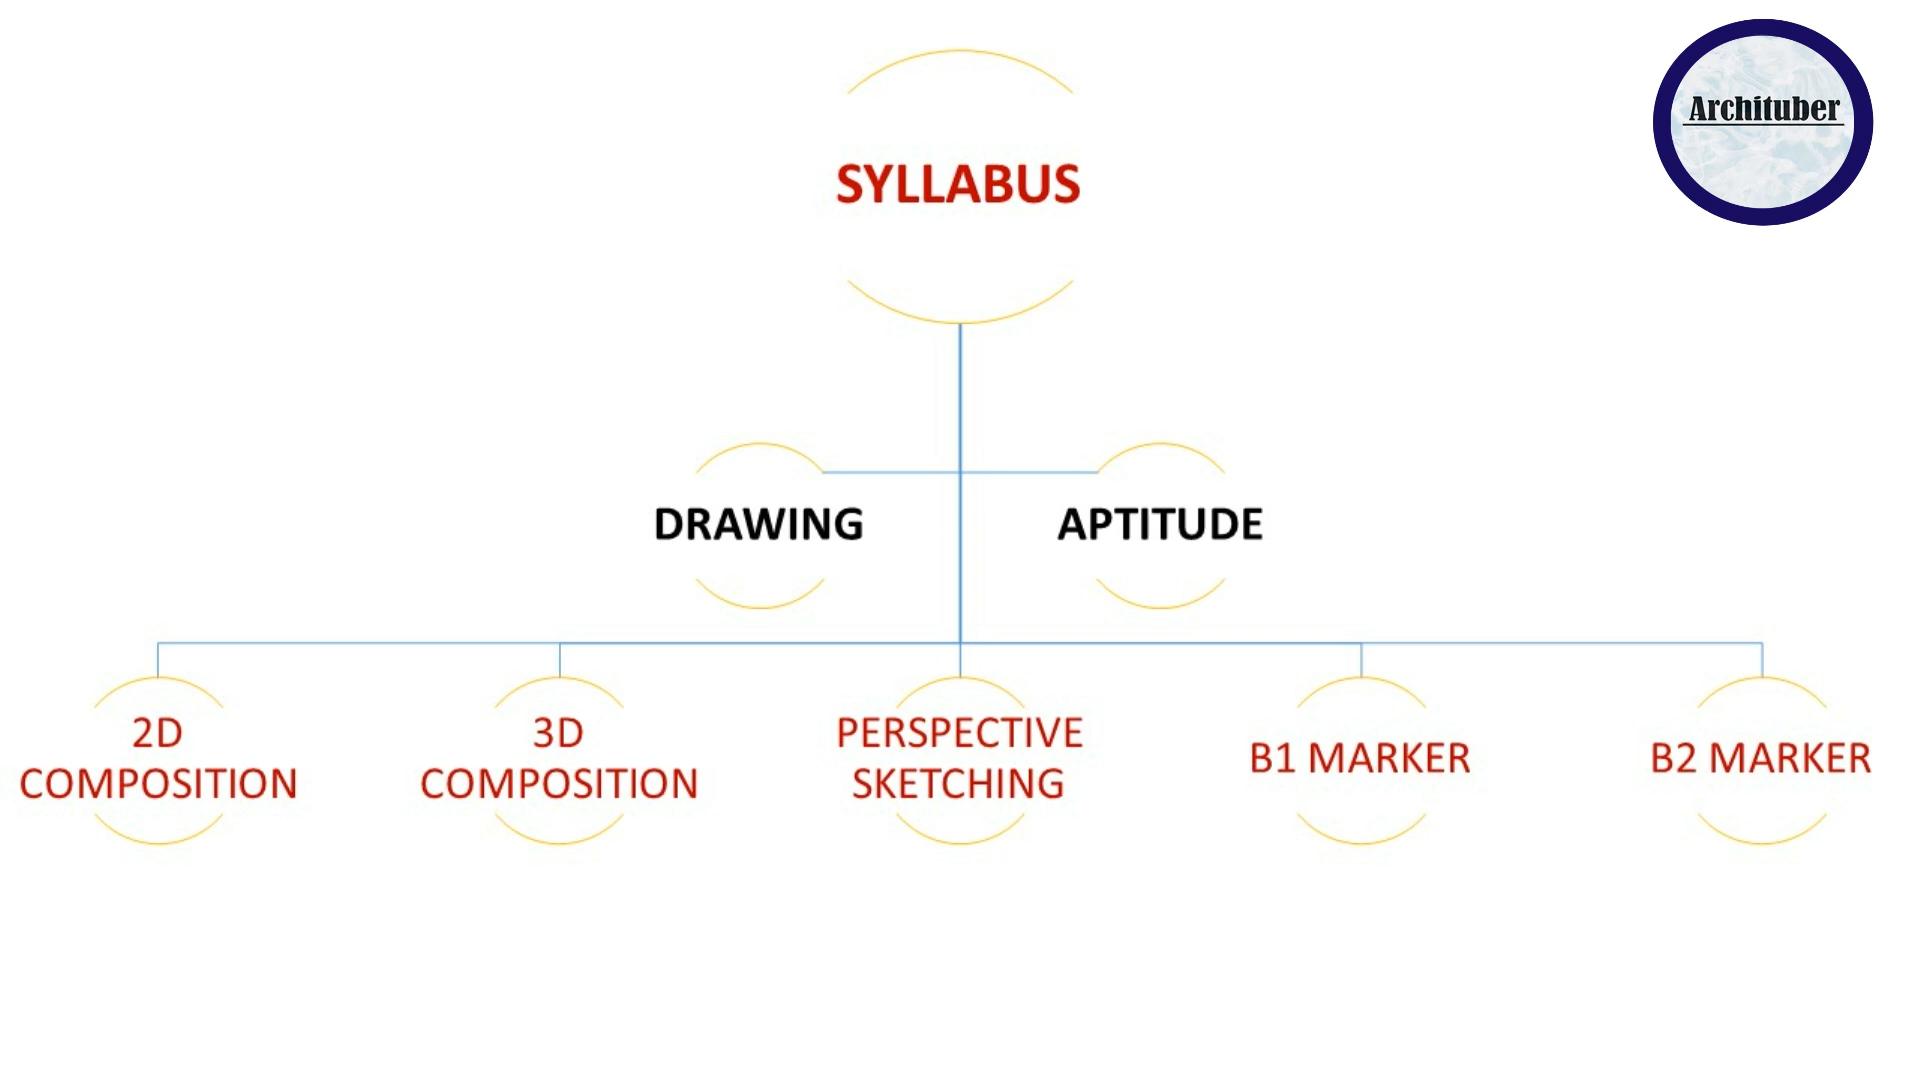 Archituber
SYLLABUS
DRAWING
APTITUDE
2D
COMPOSITION
3D
COMPOSITION
PERSPECTIVE
SKETCHING
B1 MARKER
B2 MARKER